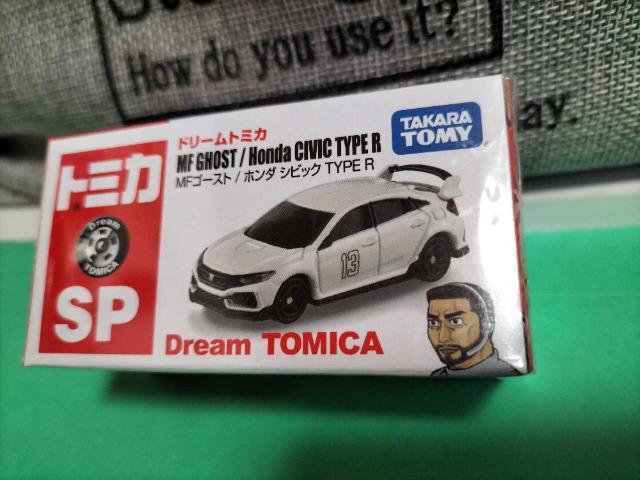 How do you use it?
ay.
トミカ
Dream
TOMICA
SP
ドリームトミカ
MF GHOST / Honda CIVIC TYPE R
MFゴースト / ホンダ シビック TYPE R
TAKARA
TOMY
13
Dream TOMICA